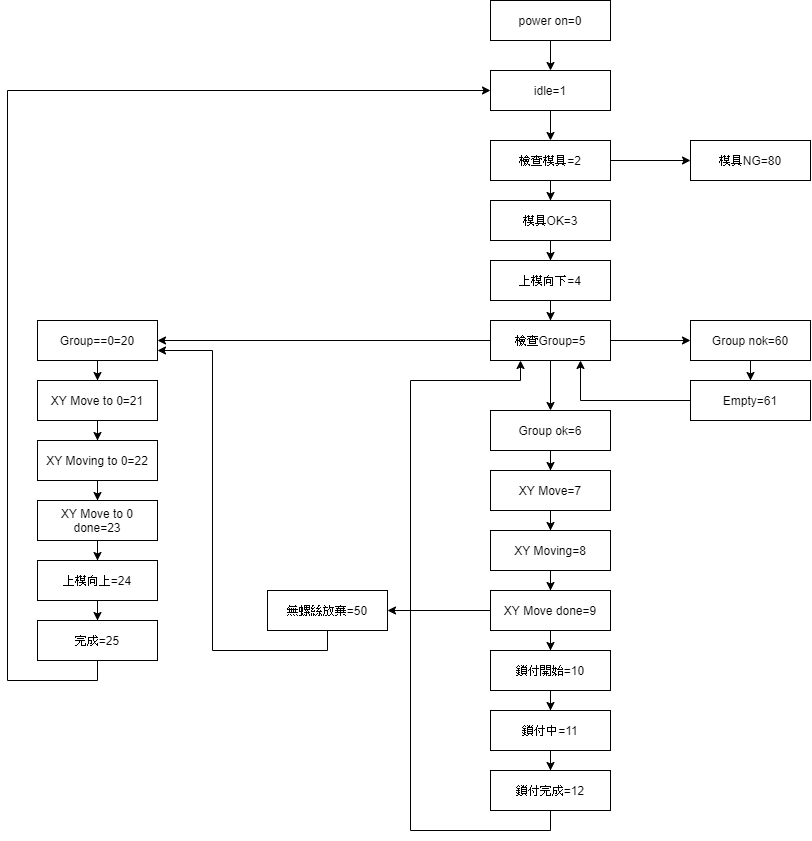 power on=0
idle=1
檢查模具=2
模具NG=80
模具OK=3
上模向下=4
Group==0=20
檢查Group=5
Group nok=60
XY Move to 0=21
Empty=61
Group ok=6
XY Moving to 0=22
XY Move=7
XY Move to 0
done=23
XY Moving=8
上模向上=24
無螺絲放棄=50
XY Move done=9
完成=25
鎖付開始=10
鎖付中=11
鎖付完成=12